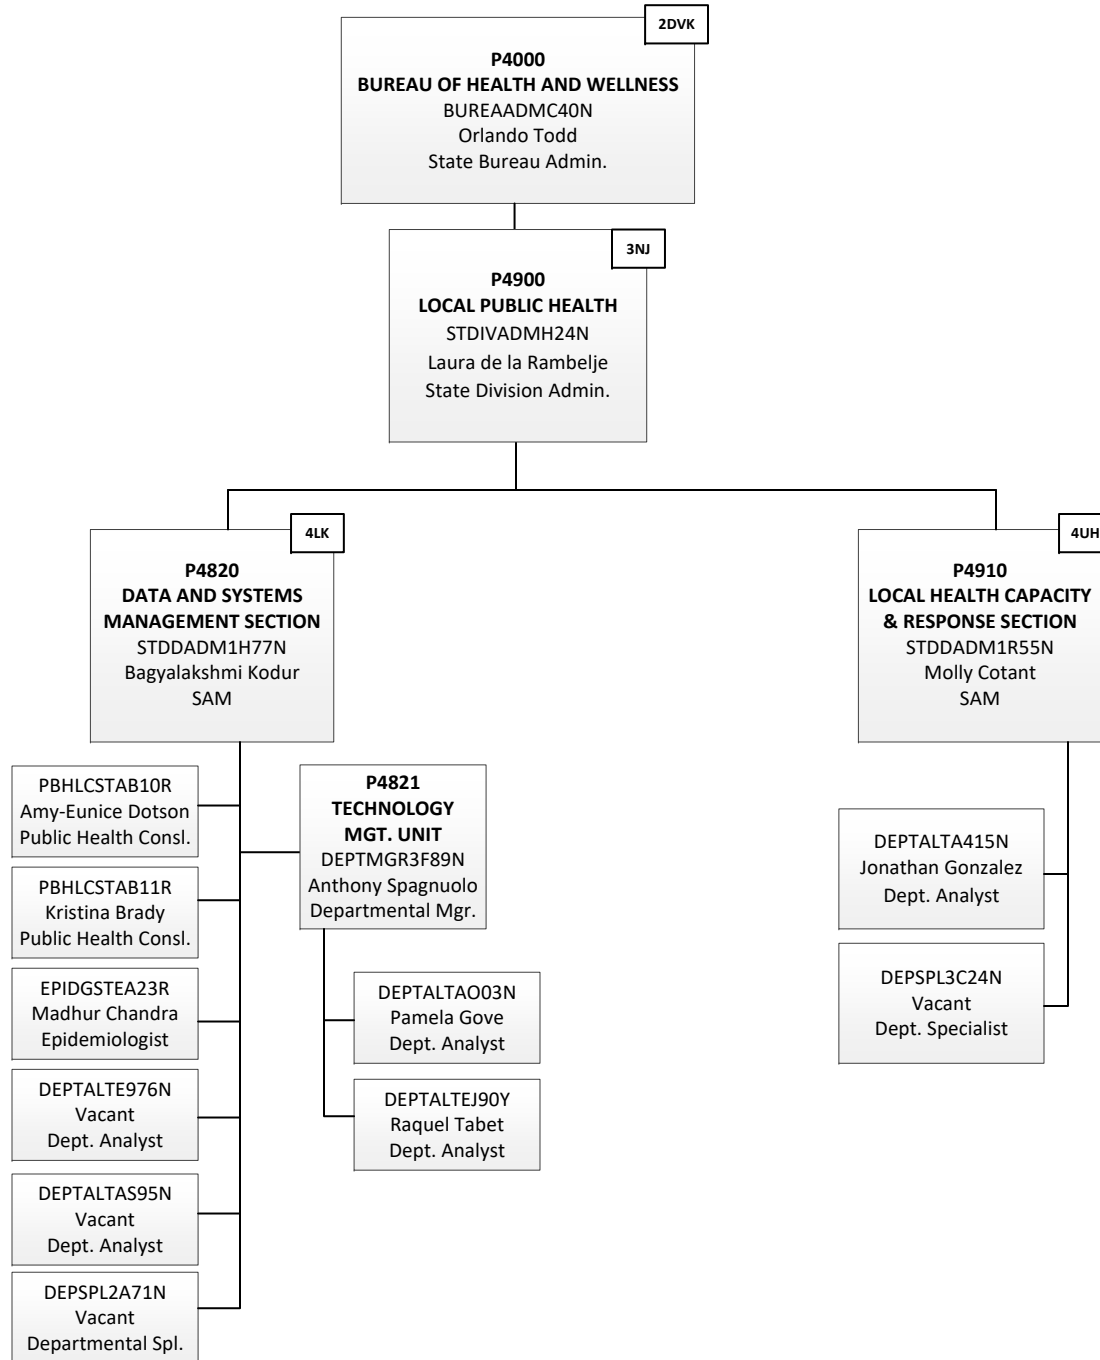 2DVK
P4000
BUREAU OF HEALTH AND WELLNESS
BUREAADMC40N
Orlando Todd
State Bureau Admin.
3NJ
P4900
LOCAL PUBLIC HEALTH
STDIVADMH24N
Laura de la Rambelje
State Division Admin.
4LK
P4820
DATA AND SYSTEMS
MANAGEMENT SECTION
STDDADM1H77N
Bagyalakshmi Kodur
SAM
PBHLCSTAB10R
Amy-Eunice Dotson
Public Health Consl.
PBHLCSTAB11R
Kristina Brady
Public Health Consl.
EPIDGSTEA23R
Madhur Chandra
Epidemiologist
DEPTALTE976N
Vacant
Dept. Analyst
DEPTALTAS95N
Vacant
Dept. Analyst
DEPSPL2A71N
Vacant
Departmental Spl.
P4821
TECHNOLOGY
MGT. UNIT
DEPTMGR3F89N
Anthony Spagnuolo
Departmental Mgr.
DEPTALTAO03N
Pamela Gove
Dept. Analyst
DEPTALTEJ90Y
Raquel Tabet
Dept. Analyst
4UH
P4910
LOCAL HEALTH CAPACITY
& RESPONSE SECTION
STDDADM1R55N
Molly Cotant
SAM
DEPTALTA415N
Jonathan Gonzalez
Dept. Analyst
DEPSPL3C24N
Vacant
Dept. Specialist